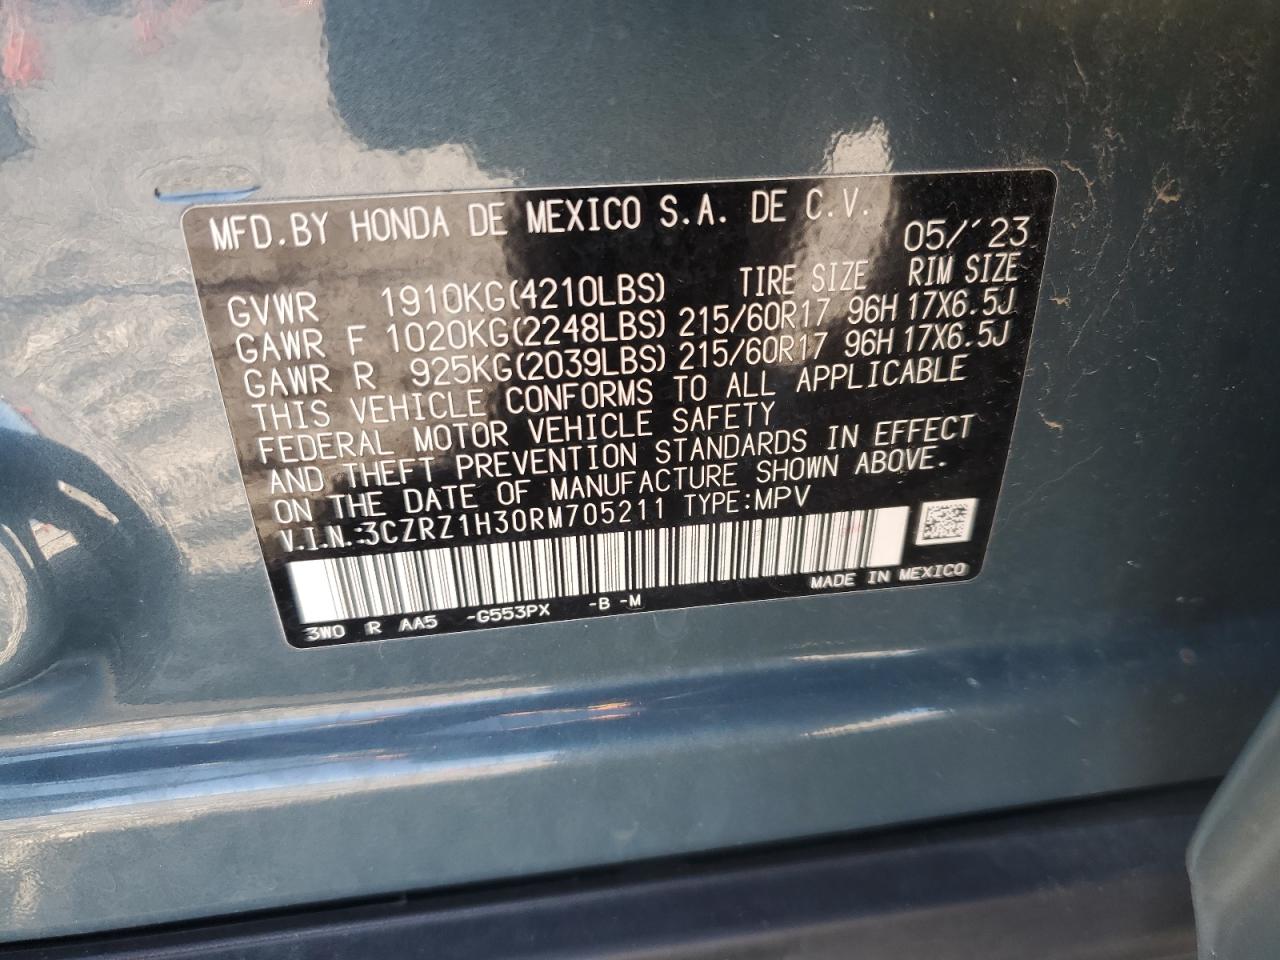 MFD.BY HONDA DE MEXICO S.A. DE C.V.
05/'23
TIRE SIZE RIM SIZE
GVWR 1910KG(4210LBS)
GAWR F 1020KG(2248LBS) 215/60R17 96H 17X6.5J
GAWR R 925KG(2039LBS) 215/60R17 96H 17X6.5J
THIS VEHICLE CONFORMS TO ALL APPLICABLE
FEDERAL MOTOR VEHICLE SAFETY
AND THEFT PREVENTION STANDARDS IN EFFECT
ON THE DATE OF MANUFACTURE SHOWN ABOVE.
V.I.N.:3CZRZ1H30RM705211 TYPE:MPV
MADE IN MEXICO
3W0 R AA5 -G553PX -B -M